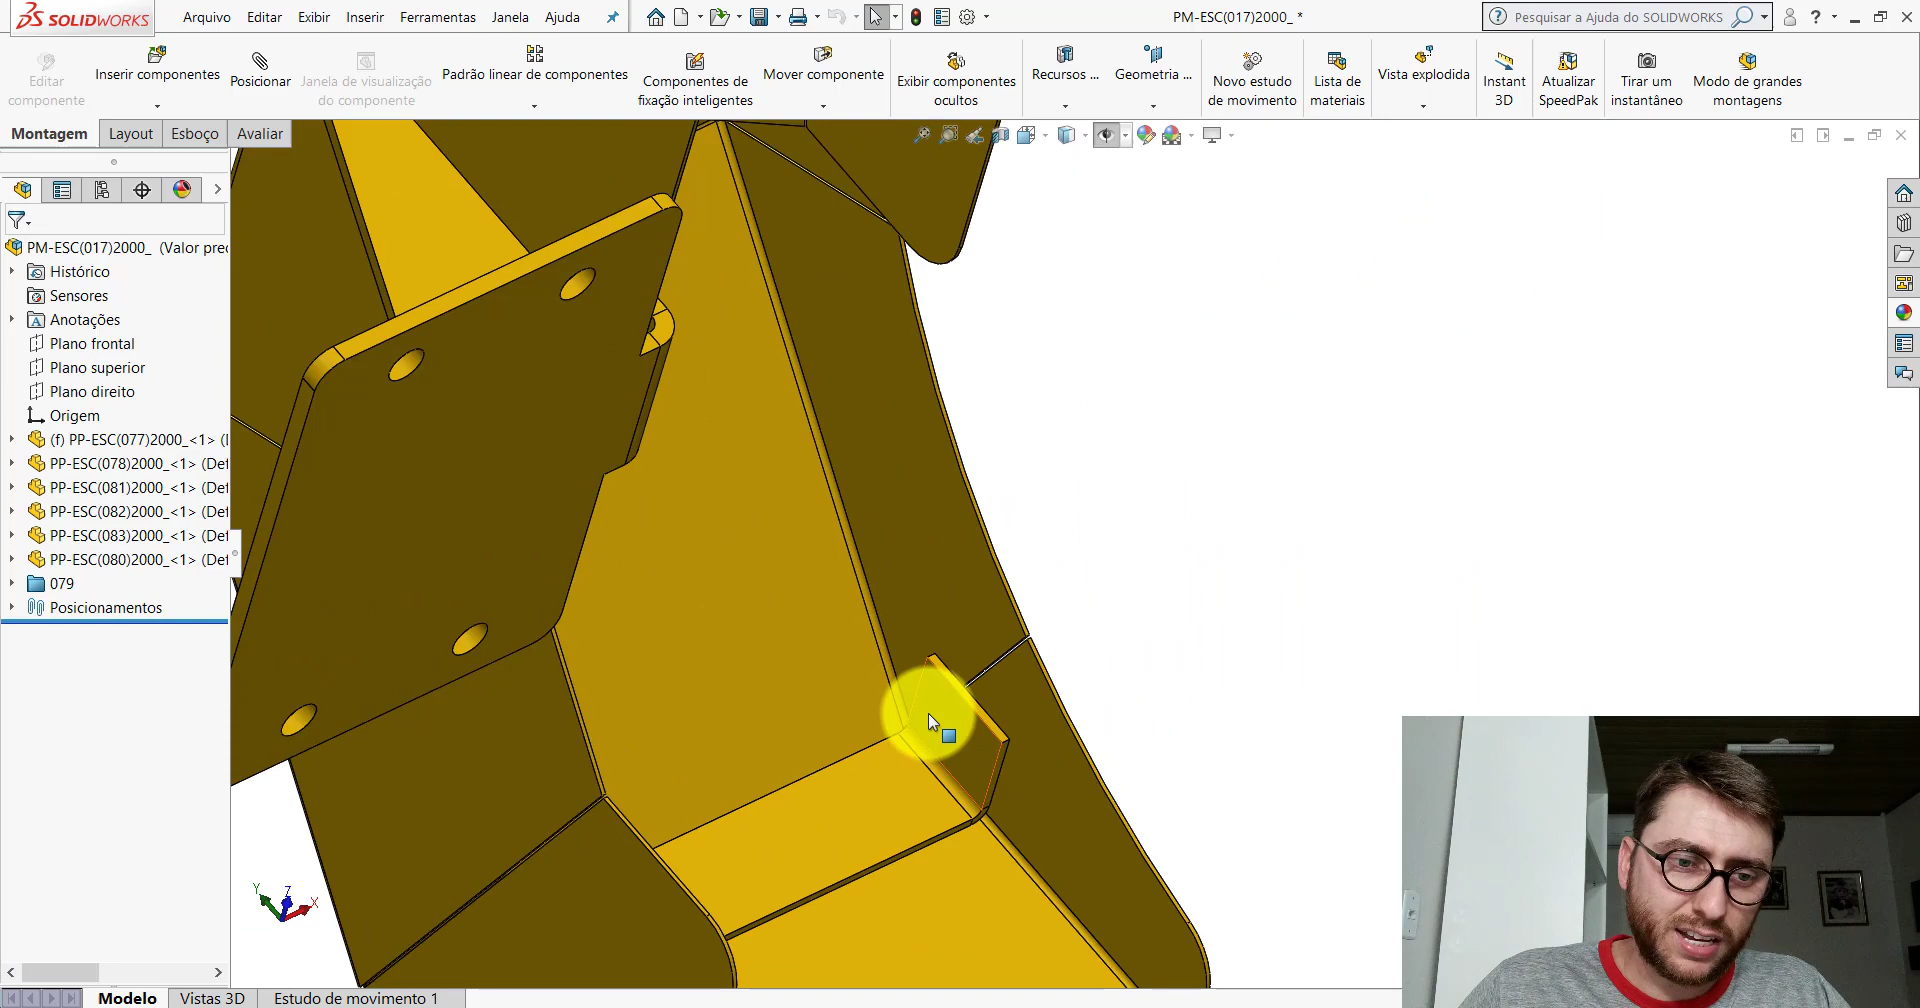 SOLIDWORKS
Arquivo Editar Exibir Inserir Ferramentas Janela Ajuda
PM-ESC(017)2000_ *
Pesquisar a Ajuda do SOLIDWORKS
?
Editar componente
Inserir componentes
Posicionar
Janela de visualização do componente
Padrão linear de componentes
Componentes de fixação inteligentes
Mover componente
Exibir componentes ocultos
Recursos ...
Geometria ...
Novo estudo de movimento
Lista de materiais
Vista explodida
Instant 3D
Atualizar SpeedPak
Tirar um instantâneo
Modo de grandes montagens
Montagem Layout Esboço Avaliar
PM-ESC(017)2000_ (Valor pre
Histórico
Sensores
Anotações
Plano frontal
Plano superior
Plano direito
Origem
(f) PP-ESC(077)2000_<1> (
PP-ESC(078)2000_<1> (Def
PP-ESC(081)2000_<1> (Def
PP-ESC(082)2000_<1> (Def
PP-ESC(083)2000_<1> (Def
PP-ESC(080)2000_<1> (Def
079
Posicionamentos
Y Z X
Modelo Vistas 3D Estudo de movimento 1